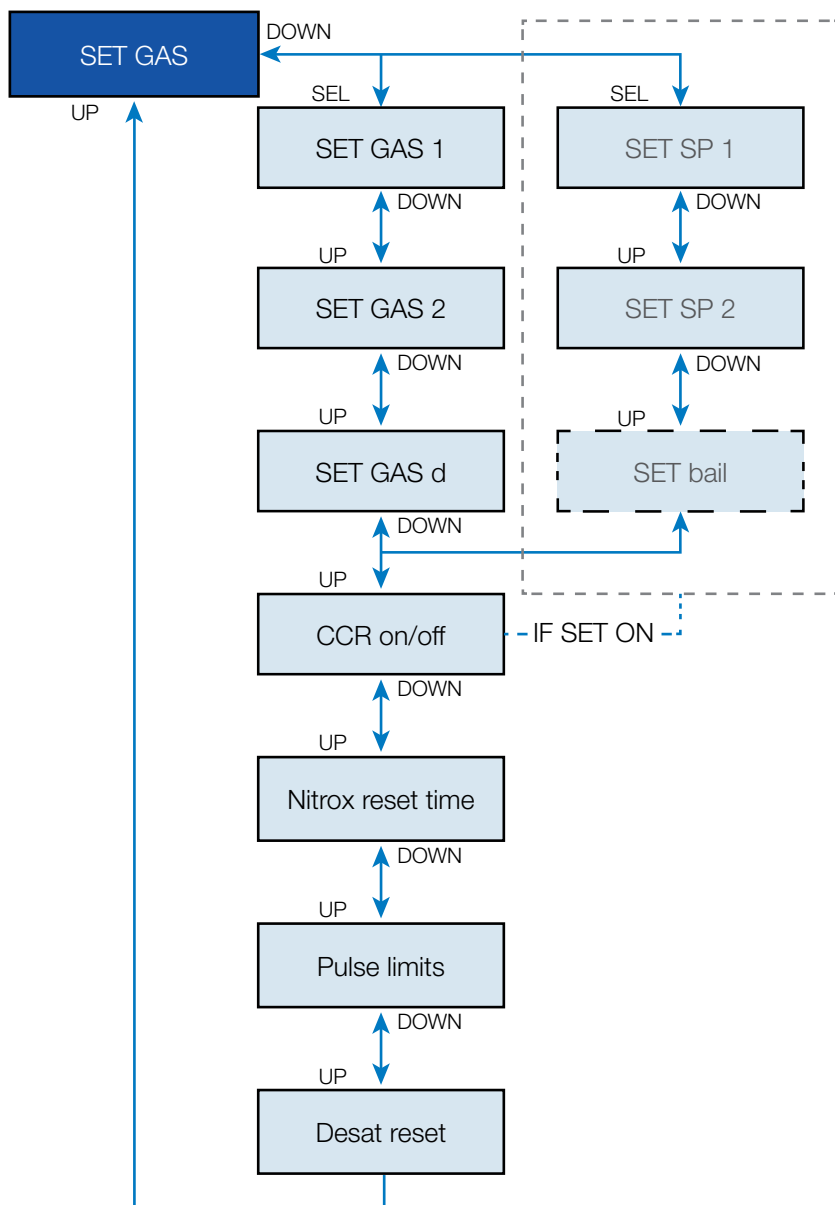 SET GAS
DOWN
UP
SEL
SEL
SET GAS 1
SET SP 1
DOWN
DOWN
UP
UP
SET GAS 2
SET SP 2
DOWN
DOWN
UP
UP
SET GAS d
SET bail
DOWN
UP
CCR on/off
IF SET ON
DOWN
UP
Nitrox reset time
DOWN
UP
Pulse limits
DOWN
UP
Desat reset